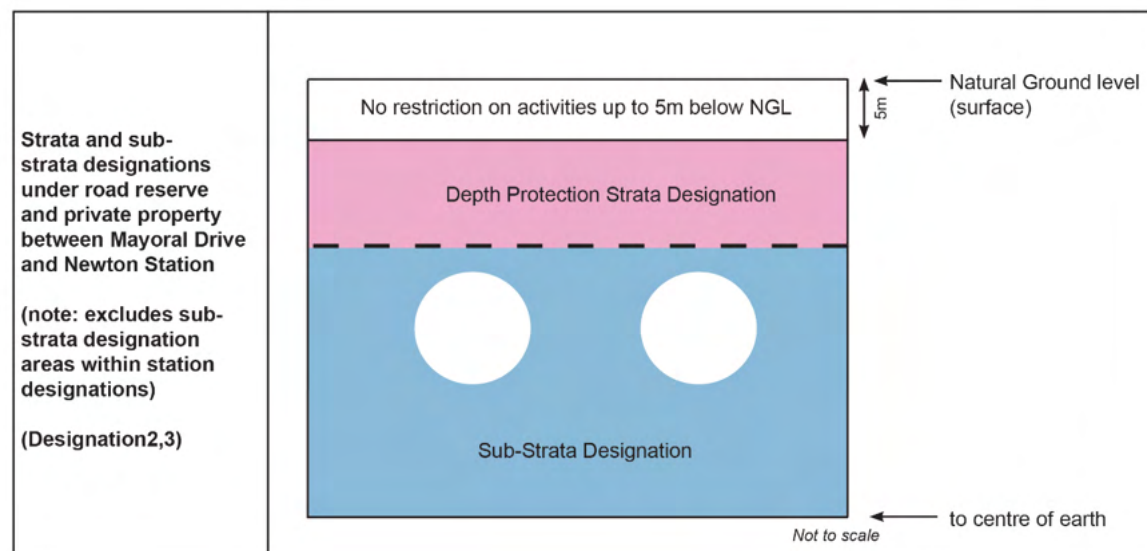 Strata and sub-
strata designations
under road reserve
and private property
between Mayoral Drive
and Newton Station
(note: excludes sub-
strata designation
areas within station
designations)
(Designation2,3)
No restriction on activities up to 5m below NGL
5m
Natural Ground level
(surface)
Depth Protection Strata Designation
Sub-Strata Designation
to centre of earth
Not to scale